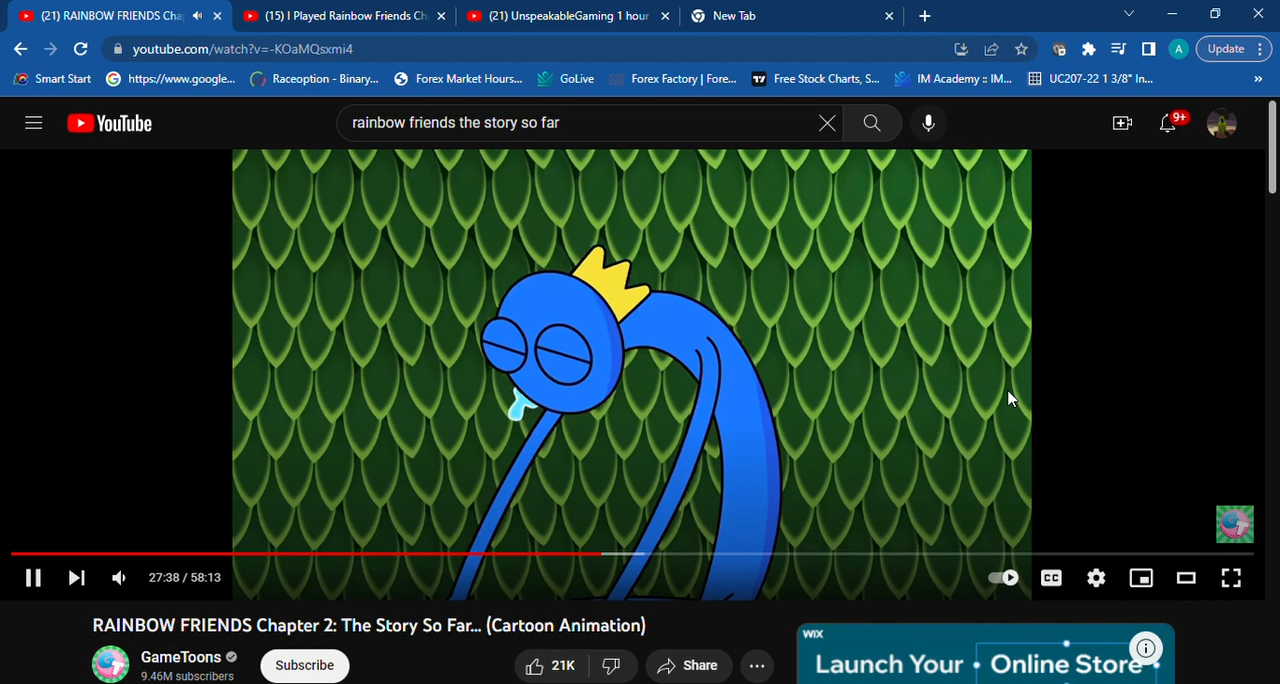 (21) RAINBOW FRIENDS Cha
(15) I Played Rainbow Friends Ch
(21) UnspeakableGaming 1 hour
New Tab
youtube.com/watch?v=-KOaMQsxmi4
A
Update
Smart Start
https://www.google...
Raceoption - Binary...
Forex Market Hours...
GoLive
Forex Factory | Fore...
Free Stock Charts, S...
IM Academy :: IM...
UC207-22 1 3/8" In...
»
YouTube
rainbow friends the story so far
9+
27:38 / 58:13
CC
RAINBOW FRIENDS Chapter 2: The Story So Far... (Cartoon Animation)
GameToons
9.46M subscribers
Subscribe
21K
Share
WIX
Launch Your Online Store